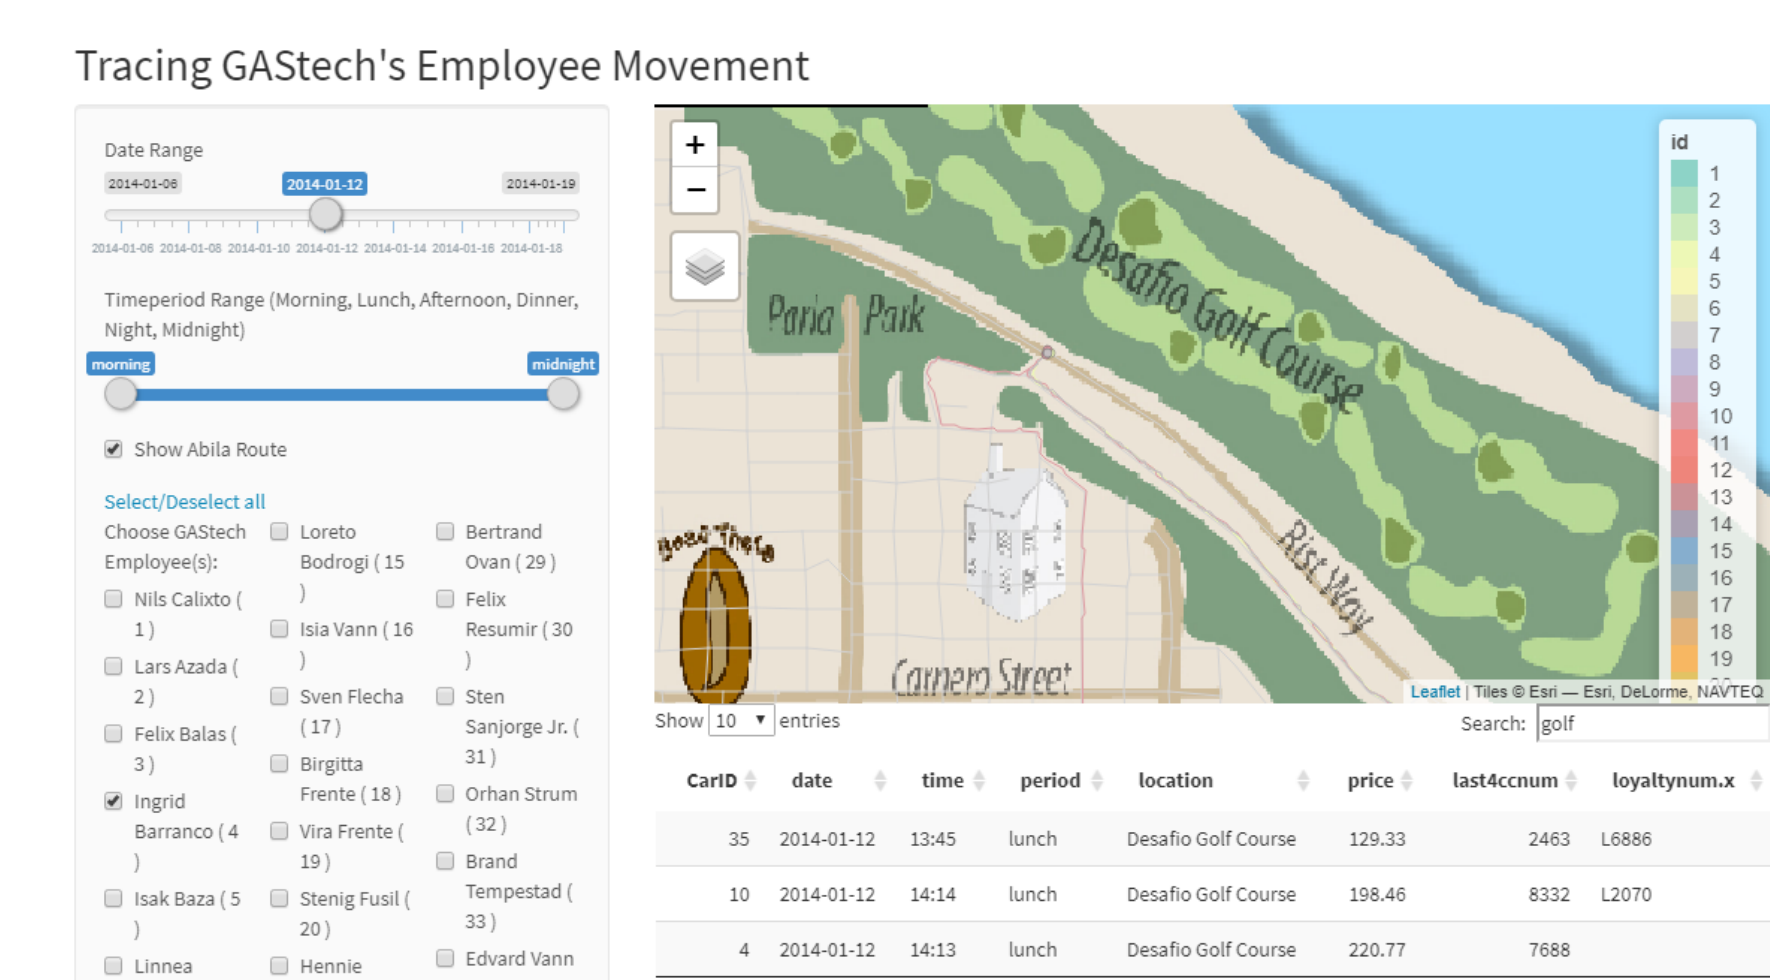 Tracing GAStech's Employee Movement
Date Range
2014-01-06
2014-01-12
2014-01-19
2014-01-06 2014-01-08 2014-01-10 2014-01-12 2014-01-14 2014-01-16 2014-01-18
Timeperiod Range (Morning, Lunch, Afternoon, Dinner,
Night, Midnight)
morning
midnight
Show Abila Route
Select/Deselect all
Choose GAStech
Employee(s):
Nils Calixto (
1 )
Lars Azada (
2 )
Felix Balas (
3 )
Ingrid
Barranco ( 4
)
Isak Baza ( 5
)
Linnea
Loreto
Bodrogi ( 15
)
Isia Vann ( 16
)
Sven Flecha
( 17 )
Birgitta
Frente ( 18 )
Vira Frente (
19 )
Stenig Fusil (
20 )
Hennie
Bertrand
Ovan ( 29 )
Felix
Resumir ( 30
)
Sten
Sanjorge Jr. (
31 )
Orhan Strum
( 32 )
Brand
Tempestad (
33 )
Edvard Vann
+
−
Desafio Golf Course
Paria Park
Rist Way
Carnero Street
id
1
2
3
4
5
6
7
8
9
10
11
12
13
14
15
16
17
18
19
Leaflet | Tiles © Esri — Esri, DeLorme, NAVTEQ
Show 10 entries
Search: golf
CarID date time period location price last4ccnum loyaltynum.x
35 2014-01-12 13:45 lunch Desafio Golf Course 129.33 2463 L6886
10 2014-01-12 14:14 lunch Desafio Golf Course 198.46 8332 L2070
4 2014-01-12 14:13 lunch Desafio Golf Course 220.77 7688